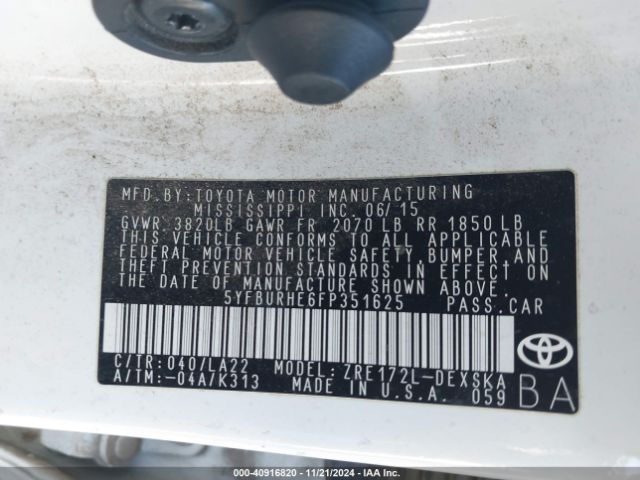 MFD. BY: TOYOTA MOTOR MANUFACTURING
MISSISSIPPI, INC. 06/15
GVWR 3820LB GAWR FR 2070 LB RR 1850 LB
THIS VEHICLE CONFORMS TO ALL APPLICABLE
FEDERAL MOTOR VEHICLE SAFETY, BUMPER, AND
THEFT PREVENTION STANDARDS IN EFFECT ON
THE DATE OF MANUFACTURE SHOWN ABOVE.
5YFBURHE6FP351625 PASS.CAR
C/TR: 040/LA22 MODEL: ZRE172L-DEXSKA
A/TM:-04A/K313 MADE IN U.S.A. 059
BA
000-40916820 - 11/21/2024 - IAA Inc.